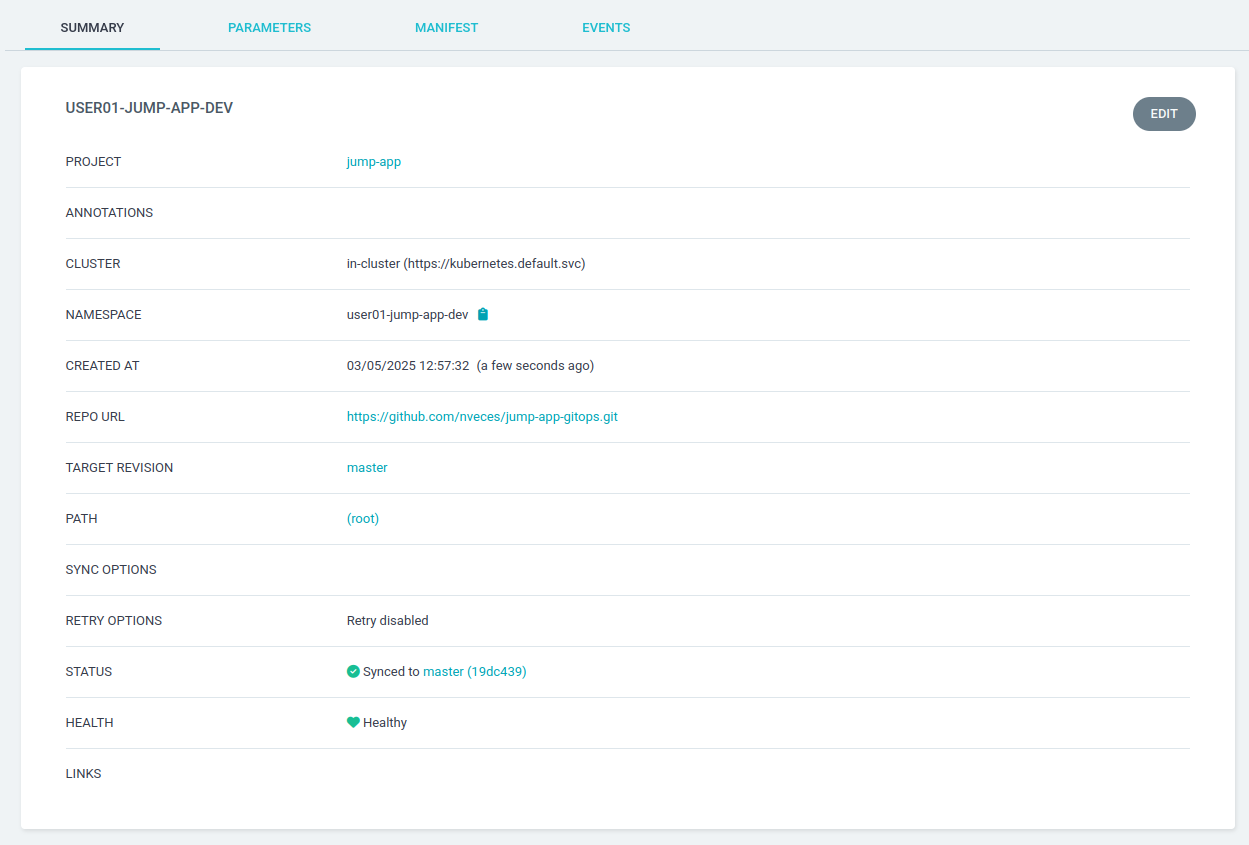 SUMMARY PARAMETERS MANIFEST EVENTS
USER01-JUMP-APP-DEV EDIT
PROJECT jump-app
ANNOTATIONS
CLUSTER in-cluster (https://kubernetes.default.svc)
NAMESPACE user01-jump-app-dev
CREATED AT 03/05/2025 12:57:32 (a few seconds ago)
REPO URL https://github.com/nveces/jump-app-gitops.git
TARGET REVISION master
PATH (root)
SYNC OPTIONS
RETRY OPTIONS Retry disabled
STATUS Synced to master (19dc439)
HEALTH Healthy
LINKS